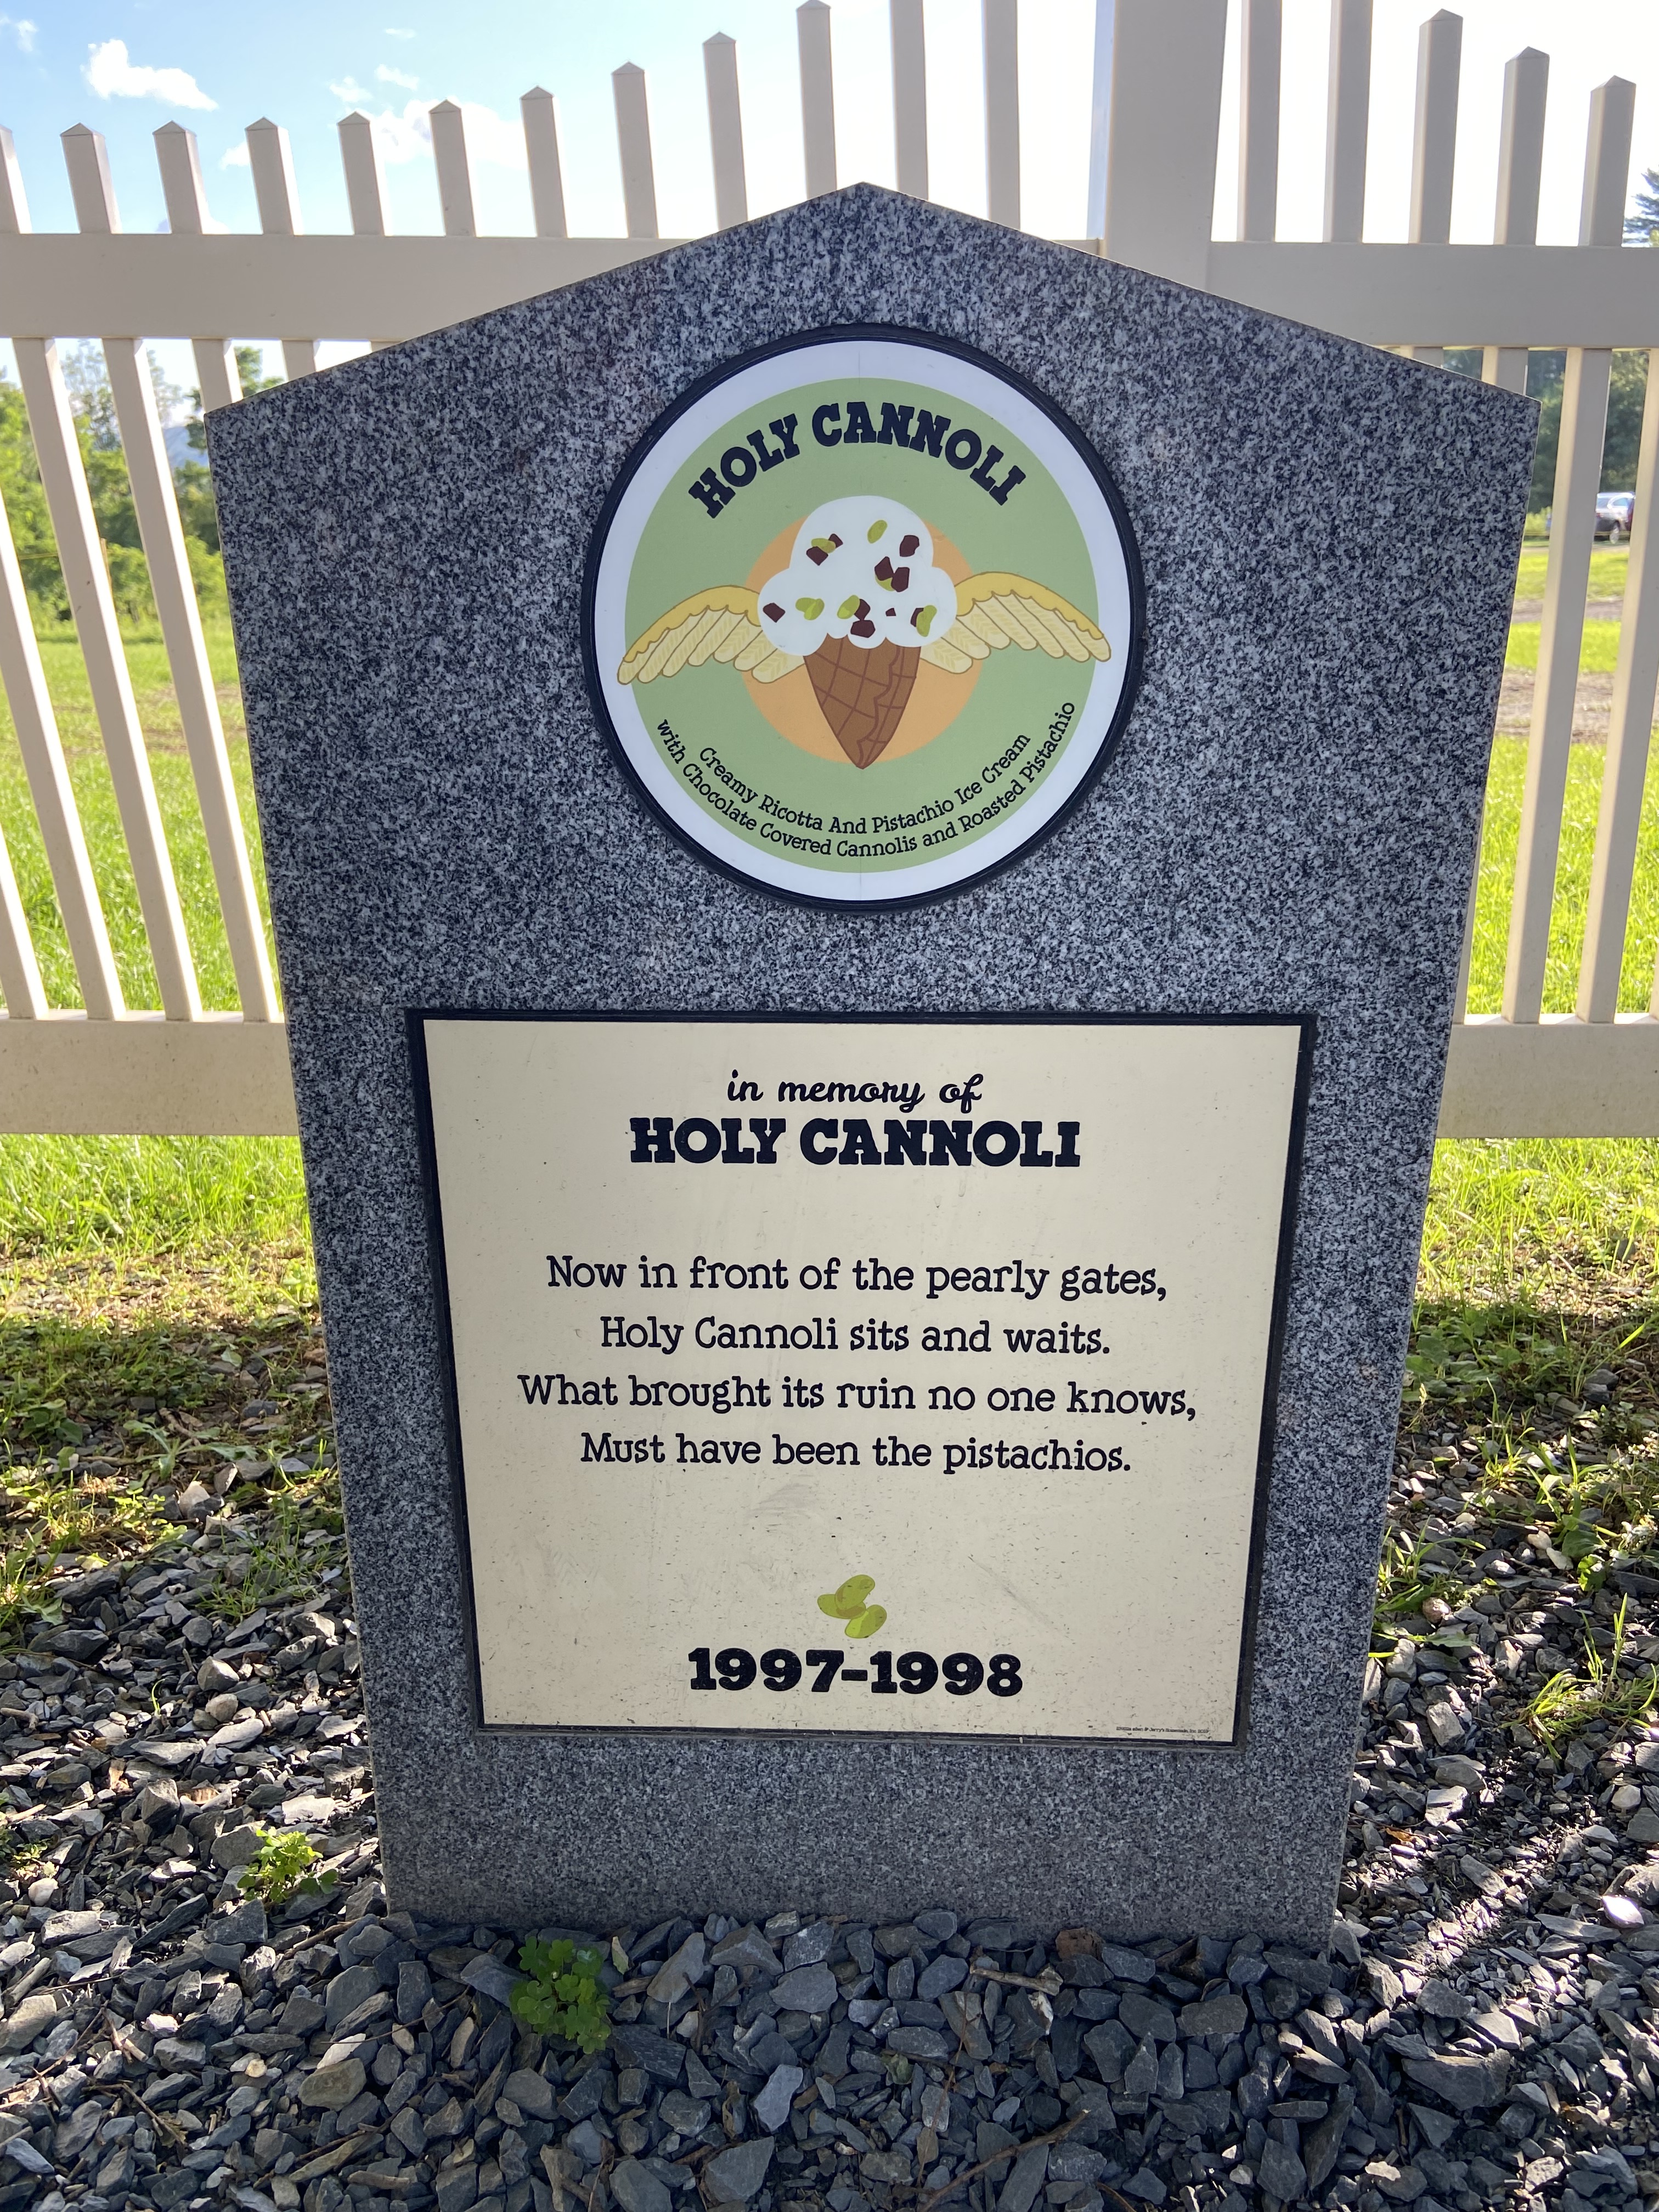 HOLY CANNOLI
Creamy Ricotta And Pistachio Ice Cream
with Chocolate Covered Cannolis and Roasted Pistachio
in memory of
HOLY CANNOLI
Now in front of the pearly gates,
Holy Cannoli sits and waits.
What brought its ruin no one knows,
Must have been the pistachios.
1997-1998